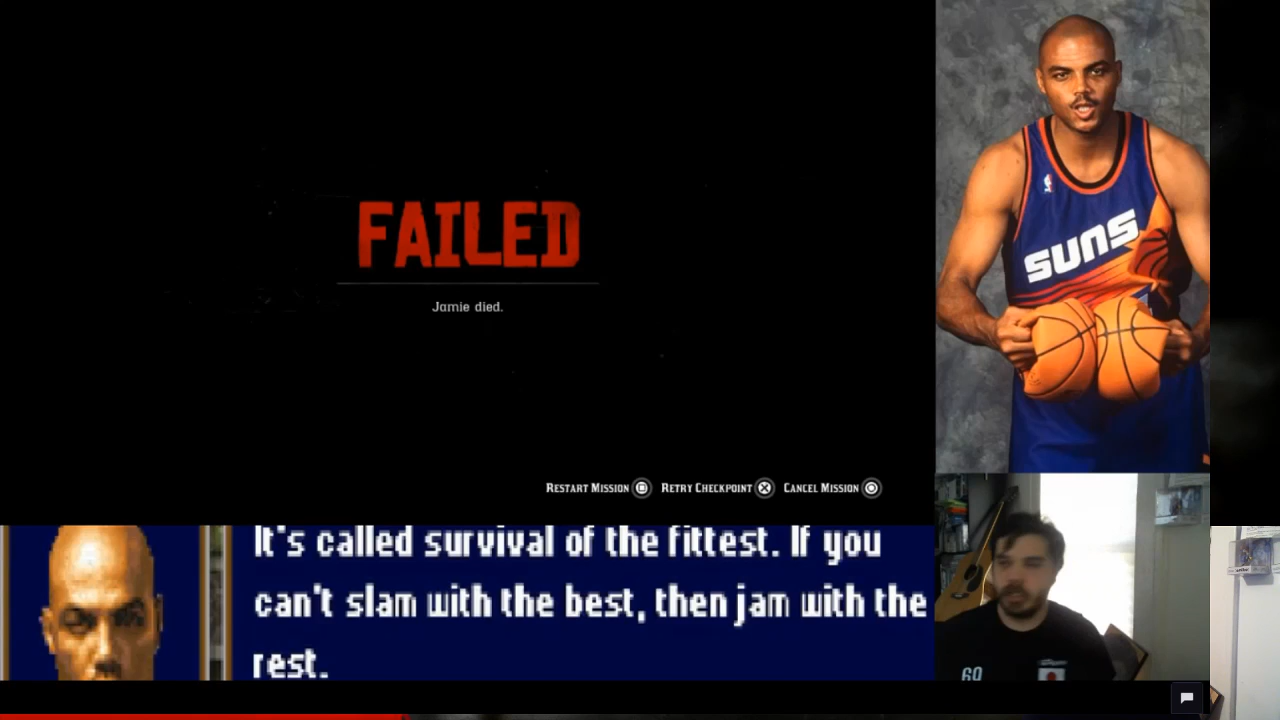 FAILED
Jamie died.
RESTART MISSION
RETRY CHECKPOINT
CANCEL MISSION
SUNS
It's called survival of the fittest. If you
can't slam with the best, then jam with the
rest.
69